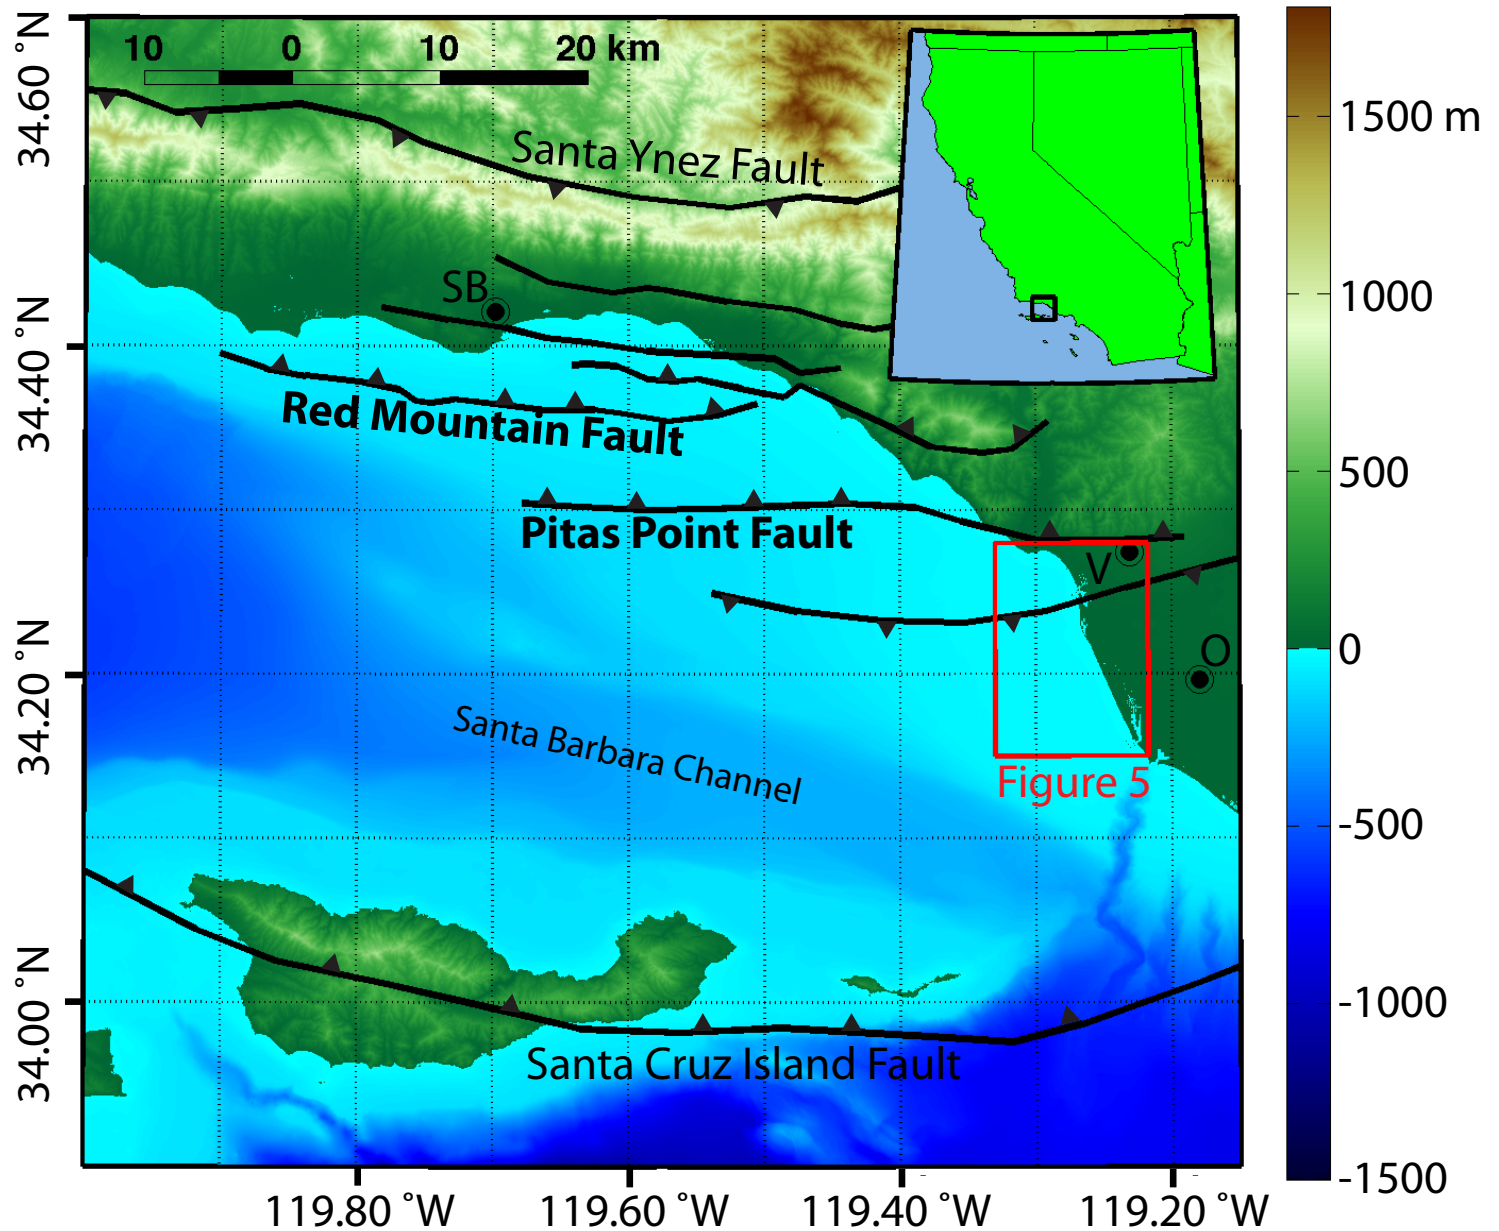 10 0 10 20 km
34.60 °N
34.40 °N
34.20 °N
34.00 °N
Santa Ynez Fault
SB
Red Mountain Fault
Pitas Point Fault
V
O
Santa Barbara Channel
Figure 5
Santa Cruz Island Fault
119.80 °W 119.60 °W 119.40 °W 119.20 °W
1500 m
1000
500
0
-500
-1000
-1500